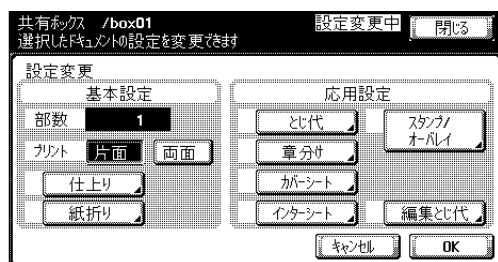 共有ボックス /box01
設定変更中 閉じる
選択したドキュメントの設定を変更できます
設定変更
基本設定
部数 1
プリント 片面 両面
仕上り
紙折り
応用設定
とじ代
スタンプ/
オーバレイ
章分け
カバーシート
インターシート
編集とじ代
キャンセル OK